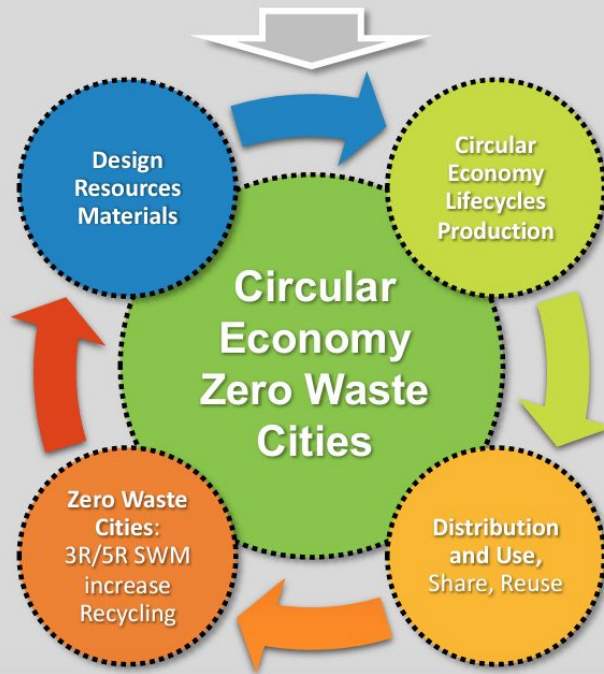 Design
Resources
Materials
Circular
Economy
Lifecycles
Production
Circular
Economy
Zero Waste
Cities
Zero Waste
Cities:
3R/5R SWM
increase
Recycling
Distribution
and Use,
Share, Reuse